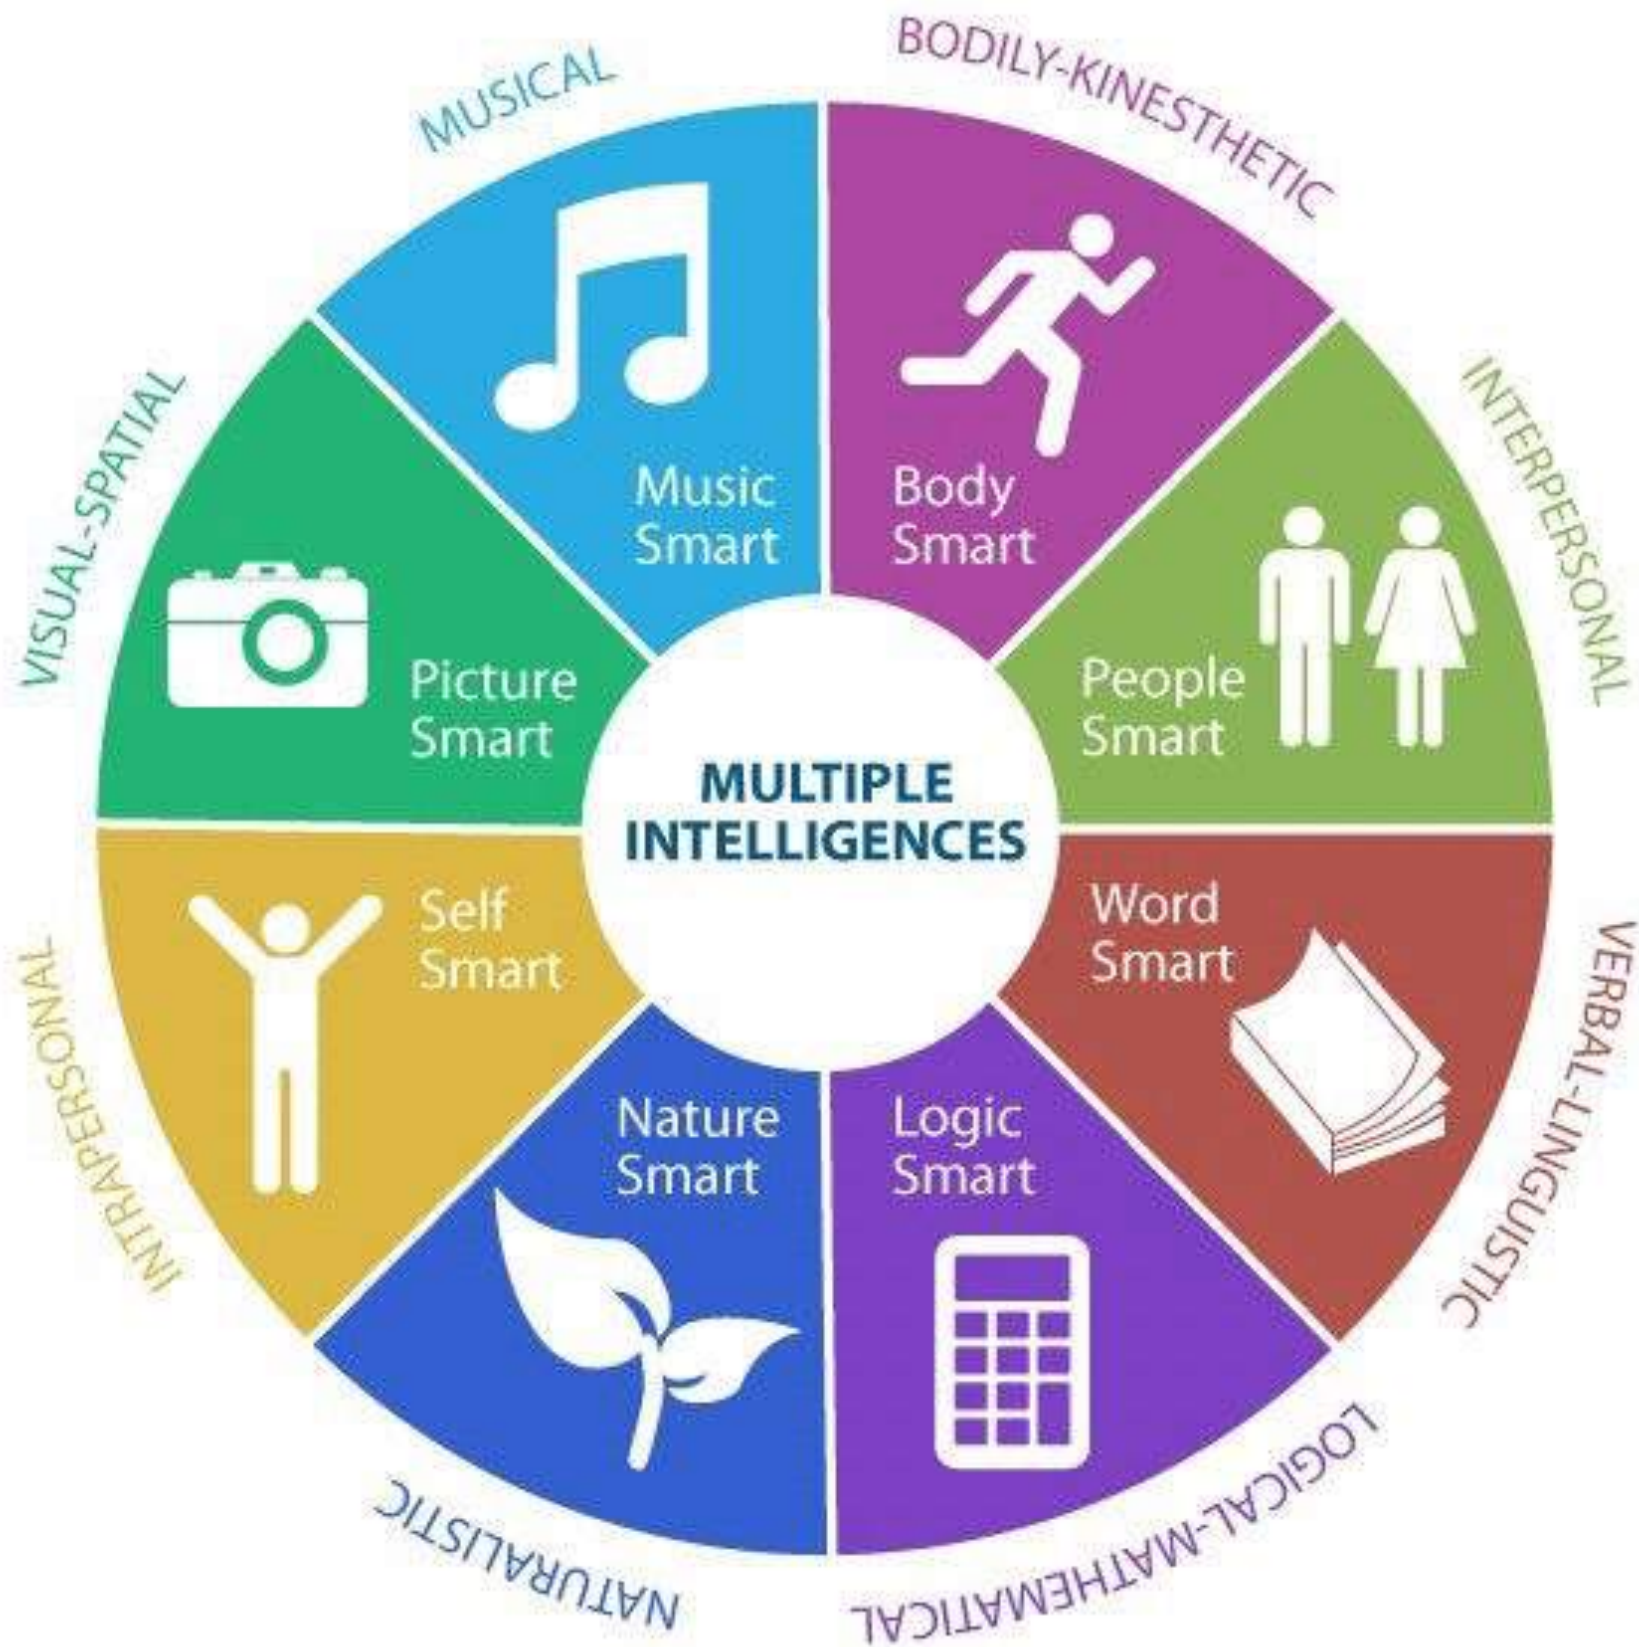 MUSICAL
BODILY-KINESTHETIC
INTERPERSONAL
VERBAL-LINGUISTIC
LOGICAL-MATHEMATICAL
NATURALISTIC
INTRAPERSONAL
VISUAL-SPATIAL
Music
Smart
Body
Smart
People
Smart
Word
Smart
Logic
Smart
Nature
Smart
Self
Smart
Picture
Smart
MULTIPLE
INTELLIGENCES